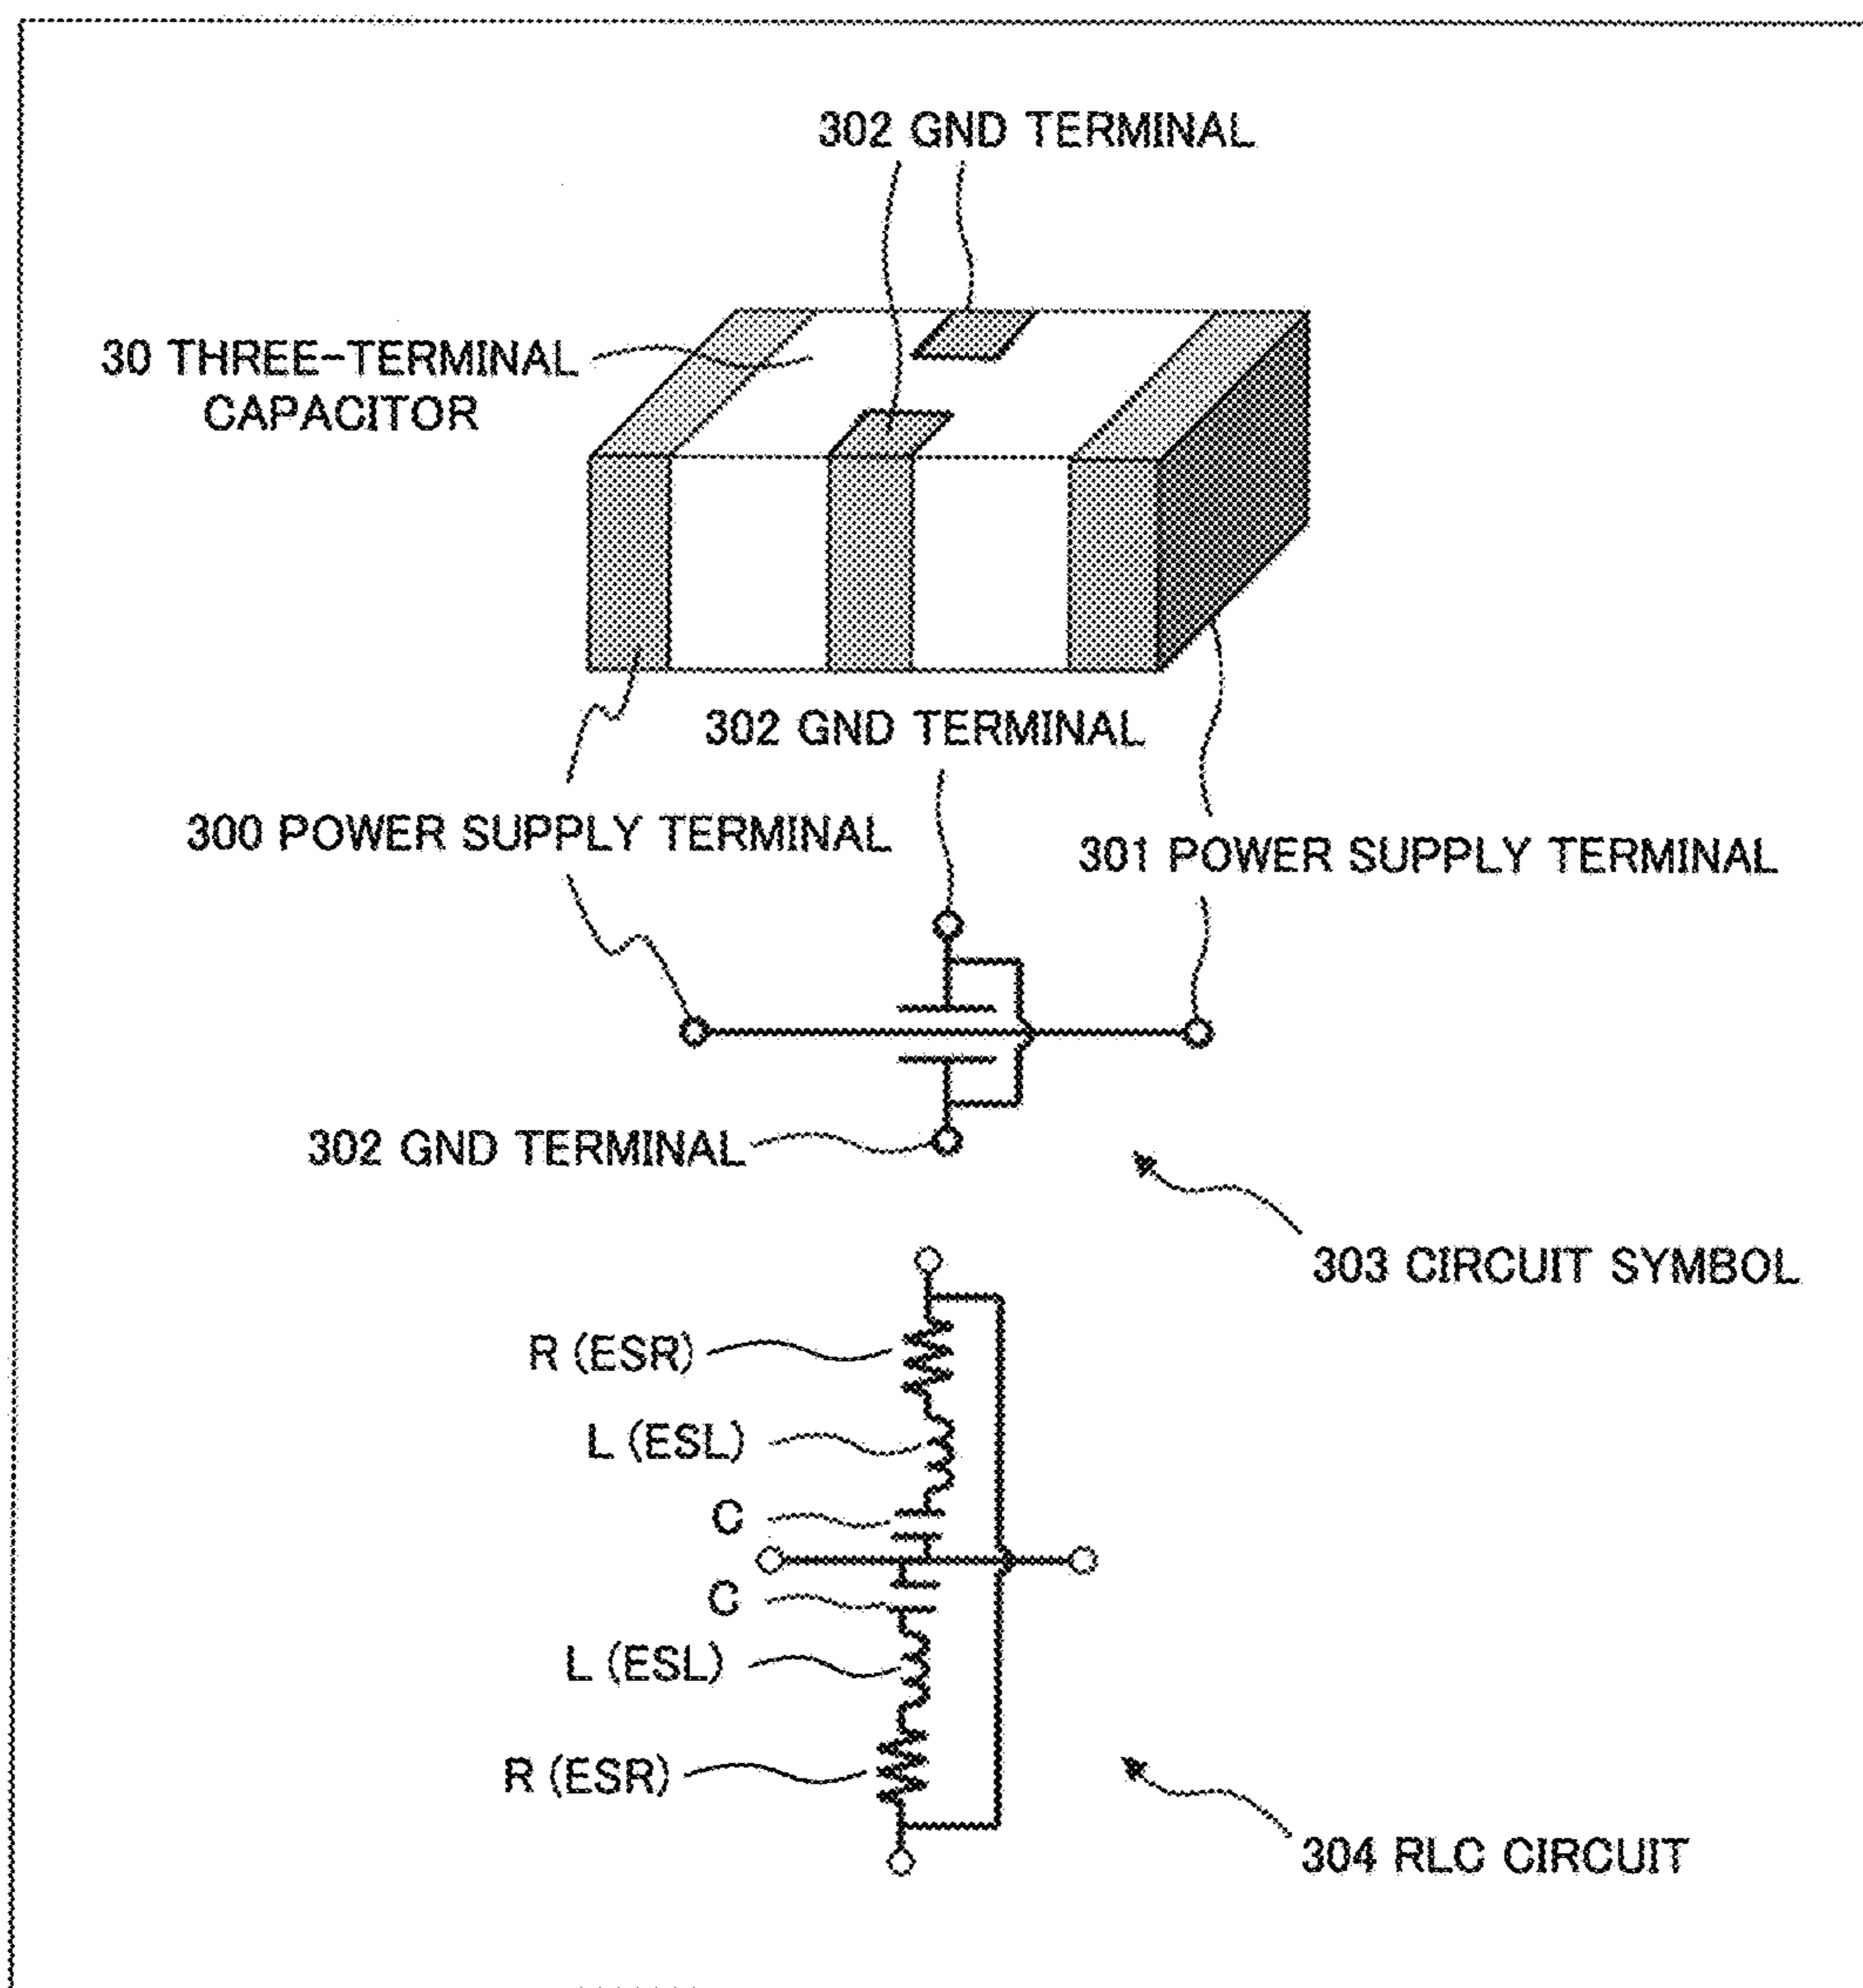 302 GND TERMINAL
30 THREE-TERMINAL
CAPACITOR
302 GND TERMINAL
300 POWER SUPPLY TERMINAL
301 POWER SUPPLY TERMINAL
302 GND TERMINAL
303 CIRCUIT SYMBOL
R (ESR)
L (ESL)
C
C
L (ESL)
R (ESR)
304 RLC CIRCUIT